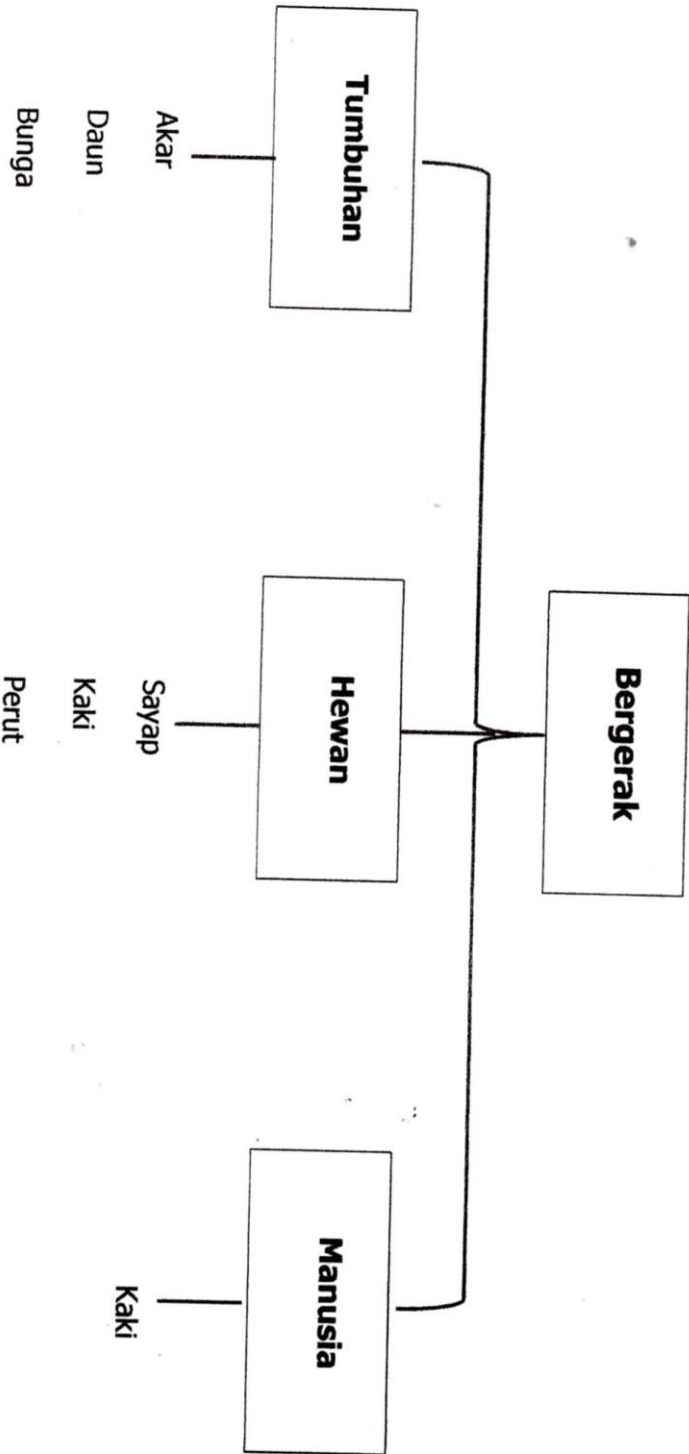 Bergerak
Tumbuhan
Hewan
Manusia
Akar
Daun
Bunga
Sayap
Kaki
Perut
Kaki